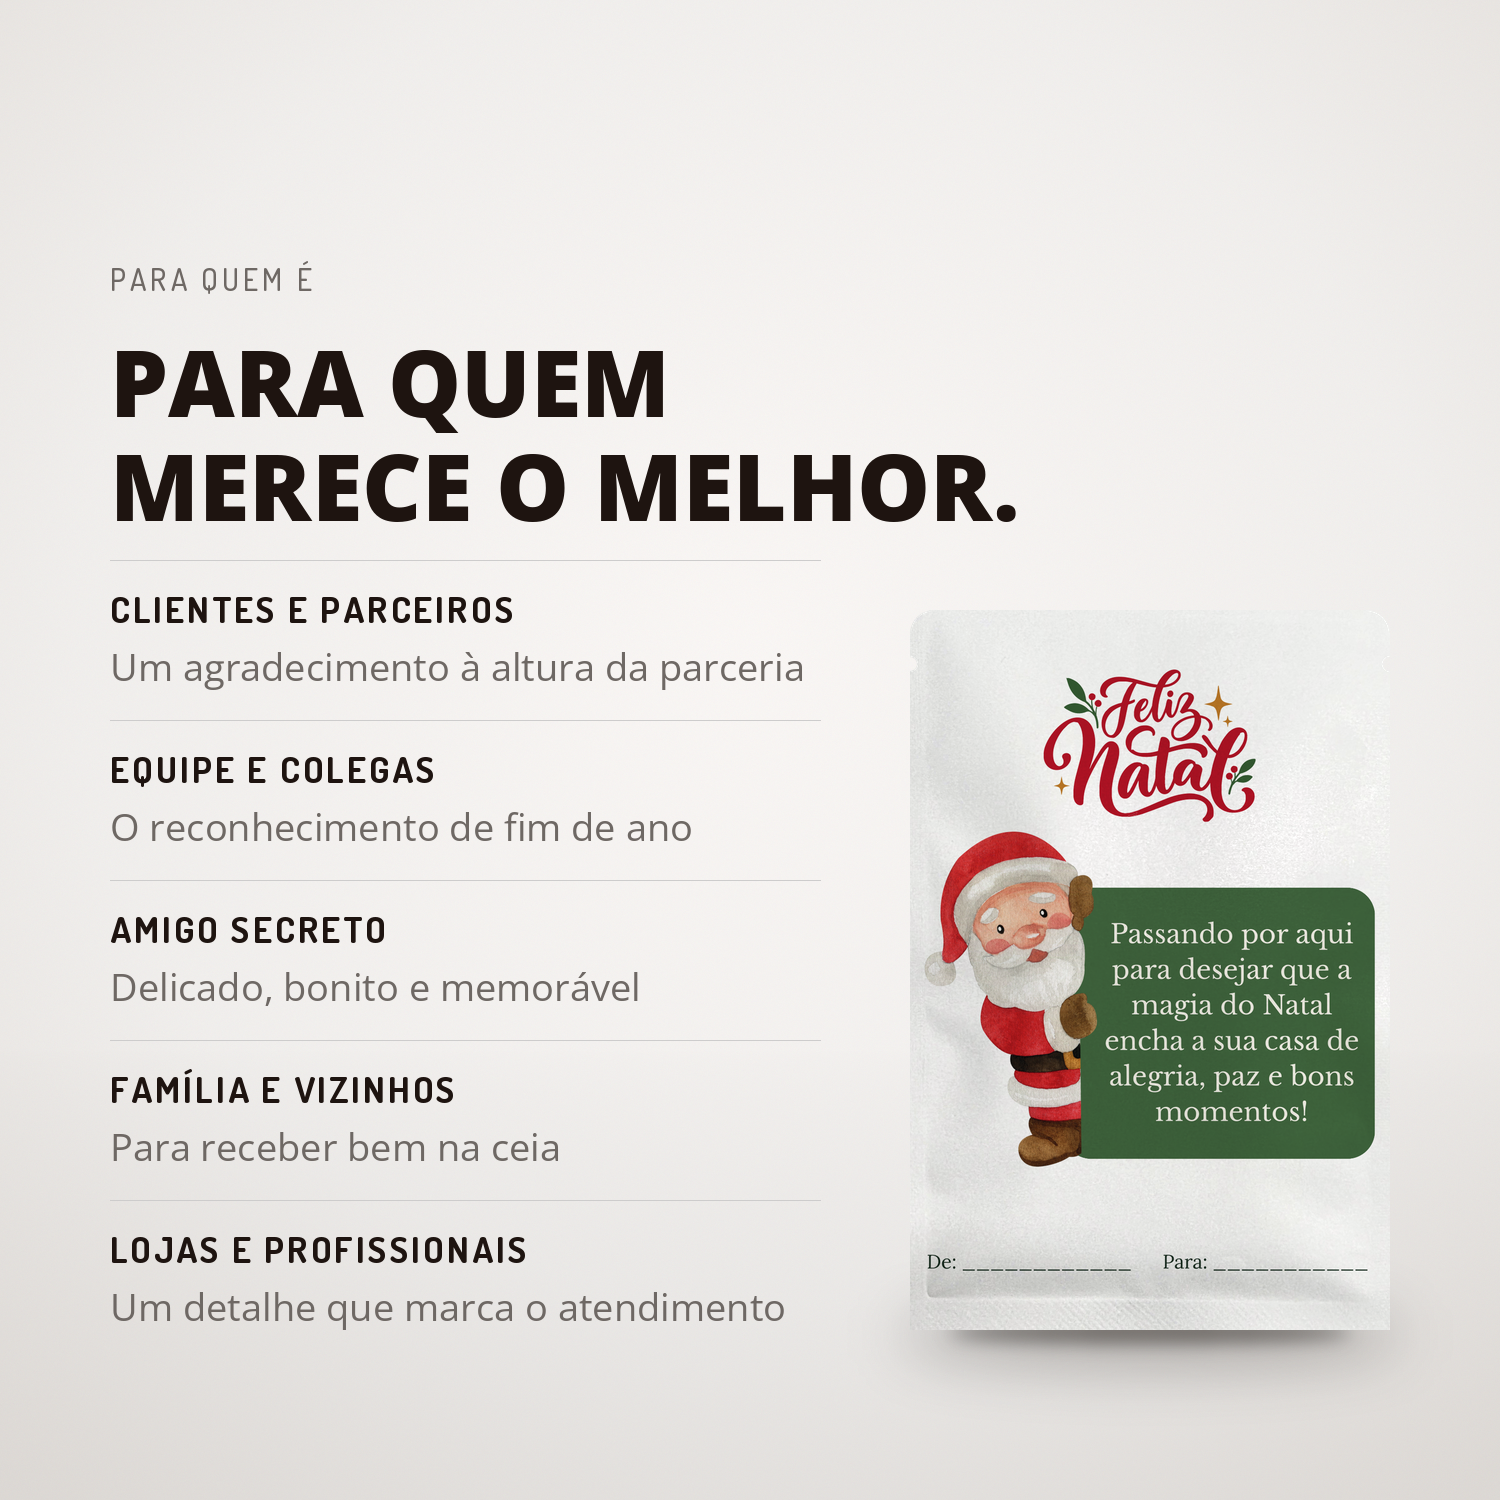 PARA QUEM É
PARA QUEM
MERECE O MELHOR.
CLIENTES E PARCEIROS
Um agradecimento à altura da parceria
EQUIPE E COLEGAS
O reconhecimento de fim de ano
AMIGO SECRETO
Delicado, bonito e memorável
FAMÍLIA E VIZINHOS
Para receber bem na ceia
LOJAS E PROFISSIONAIS
Um detalhe que marca o atendimento
Feliz
Natal
Passando por aqui
para desejar que a
magia do Natal
encha a sua casa de
alegria, paz e bons
momentos!
De: ____________ Para: ___________